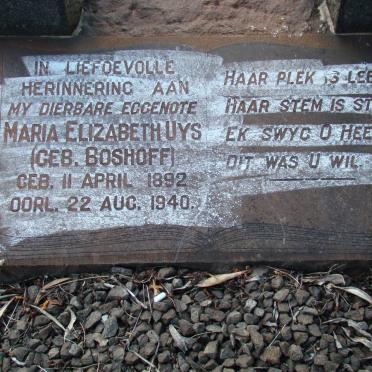 IN LIEFDEVOLLE
HERINNERING AAN
MY DIERBARE EGGENOTE
MARIA ELIZABETH UYS
(GEB. BOSHOFF)
GEB. 11 APRIL 1892
OORL. 22 AUG. 1940.
HAAR PLEK IS LEE
HAAR STEM IS ST
EK SWYG O HEE
DIT WAS U WIL